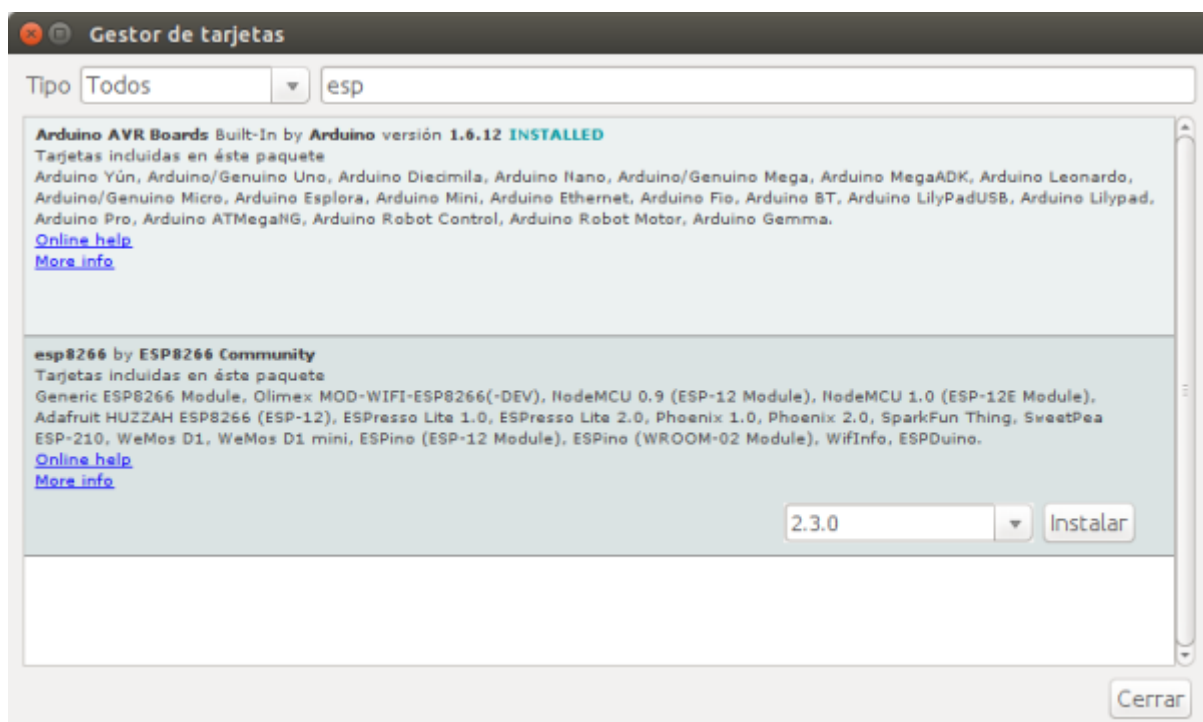 Gestor de tarjetas
Tipo Todos esp
Arduino AVR Boards Built-In by Arduino versión 1.6.12 INSTALLED
Tarjetas incluidas en éste paquete
Arduino Yún, Arduino/Genuino Uno, Arduino Diecimila, Arduino Nano, Arduino/Genuino Mega, Arduino MegaADK, Arduino Leonardo,
Arduino/Genuino Micro, Arduino Esplora, Arduino Mini, Arduino Ethernet, Arduino Fio, Arduino BT, Arduino LilyPadUSB, Arduino Lilypad,
Arduino Pro, Arduino ATMegaNG, Arduino Robot Control, Arduino Robot Motor, Arduino Gemma.
Online help
More info
esp8266 by ESP8266 Community
Tarjetas incluidas en éste paquete
Generic ESP8266 Module, Olimex MOD-WIFI-ESP8266(-DEV), NodeMCU 0.9 (ESP-12 Module), NodeMCU 1.0 (ESP-12E Module),
Adafruit HUZZAH ESP8266 (ESP-12), ESPresso Lite 1.0, ESPresso Lite 2.0, Phoenix 1.0, Phoenix 2.0, SparkFun Thing, SweetPea
ESP-210, WeMos D1, WeMos D1 mini, ESPino (ESP-12 Module), ESPino (WROOM-02 Module), WifInfo, ESPDuino.
Online help
More info
2.3.0 Instalar
Cerrar